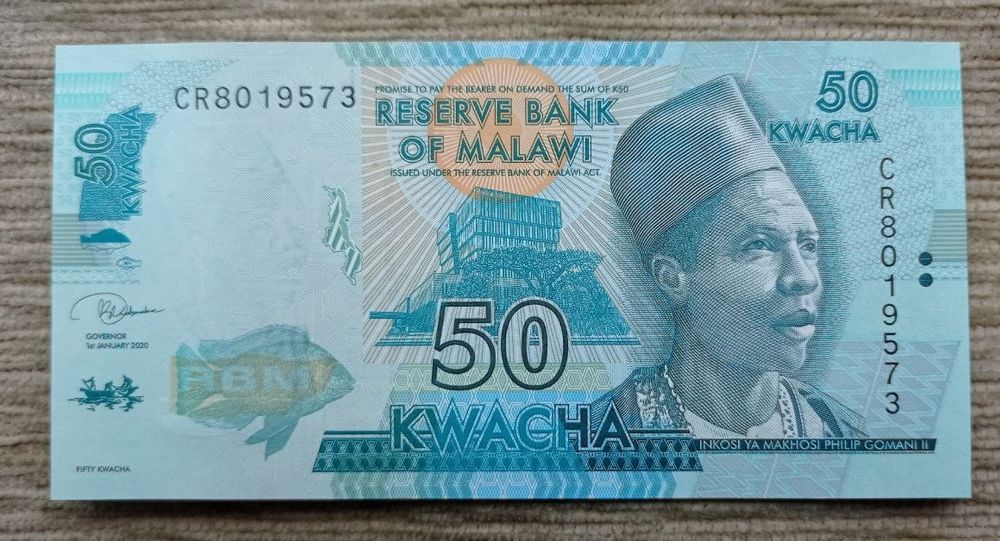 CR8019573
PROMISE TO PAY THE BEARER ON DEMAND THE SUM OF K50
RESERVE BANK
OF MALAWI
ISSUED UNDER THE RESERVE BANK OF MALAWI ACT
50
KWACHA
50
KWACHA
CR8019573
GOVERNOR
1st JANUARY 2020
RBM
50
KWACHA
INKOSI YA MAKHOSI PHILIP GOMANI II
FIFTY KWACHA